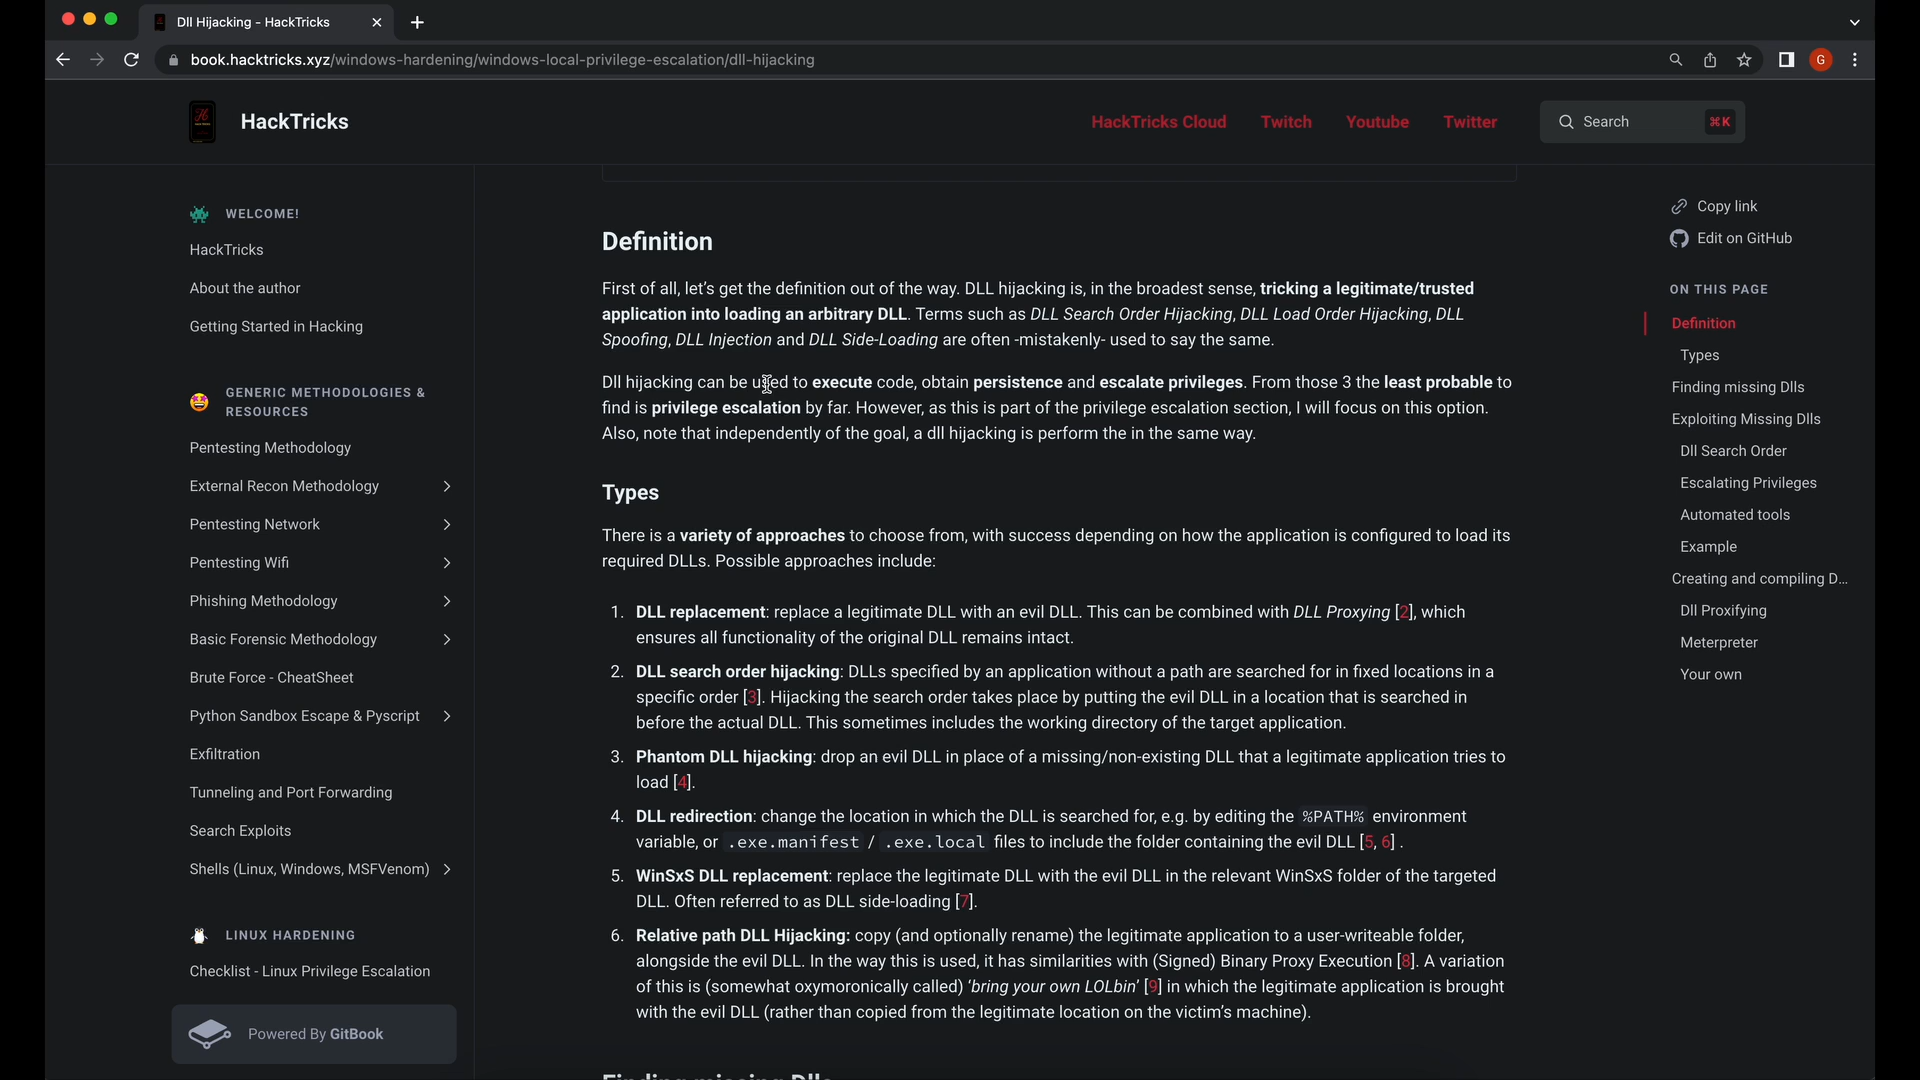 Dll Hijacking - HackTricks
book.hacktricks.xyz/windows-hardening/windows-local-privilege-escalation/dll-hijacking
G
HackTricks
HackTricks Cloud
Twitch
Youtube
Twitter
Search
⌘K
WELCOME!
HackTricks
About the author
Getting Started in Hacking
GENERIC METHODOLOGIES &
RESOURCES
Pentesting Methodology
External Recon Methodology
Pentesting Network
Pentesting Wifi
Phishing Methodology
Basic Forensic Methodology
Brute Force - CheatSheet
Python Sandbox Escape & Pyscript
Exfiltration
Tunneling and Port Forwarding
Search Exploits
Shells (Linux, Windows, MSFVenom)
LINUX HARDENING
Checklist - Linux Privilege Escalation
Powered By GitBook
Definition
First of all, let’s get the definition out of the way. DLL hijacking is, in the broadest sense, tricking a legitimate/trusted
application into loading an arbitrary DLL. Terms such as DLL Search Order Hijacking, DLL Load Order Hijacking, DLL
Spoofing, DLL Injection and DLL Side-Loading are often -mistakenly- used to say the same.
Dll hijacking can be used to execute code, obtain persistence and escalate privileges. From those 3 the least probable to
find is privilege escalation by far. However, as this is part of the privilege escalation section, I will focus on this option.
Also, note that independently of the goal, a dll hijacking is perform the in the same way.
Types
There is a variety of approaches to choose from, with success depending on how the application is configured to load its
required DLLs. Possible approaches include:
1. DLL replacement: replace a legitimate DLL with an evil DLL. This can be combined with DLL Proxying [2], which
ensures all functionality of the original DLL remains intact.
2. DLL search order hijacking: DLLs specified by an application without a path are searched for in fixed locations in a
specific order [3]. Hijacking the search order takes place by putting the evil DLL in a location that is searched in
before the actual DLL. This sometimes includes the working directory of the target application.
3. Phantom DLL hijacking: drop an evil DLL in place of a missing/non-existing DLL that a legitimate application tries to
load [4].
4. DLL redirection: change the location in which the DLL is searched for, e.g. by editing the %PATH% environment
variable, or .exe.manifest / .exe.local files to include the folder containing the evil DLL [5, 6] .
5. WinSxS DLL replacement: replace the legitimate DLL with the evil DLL in the relevant WinSxS folder of the targeted
DLL. Often referred to as DLL side-loading [7].
6. Relative path DLL Hijacking: copy (and optionally rename) the legitimate application to a user-writeable folder,
alongside the evil DLL. In the way this is used, it has similarities with (Signed) Binary Proxy Execution [8]. A variation
of this is (somewhat oxymoronically called) ‘bring your own LOLbin’ [9] in which the legitimate application is brought
with the evil DLL (rather than copied from the legitimate location on the victim’s machine).
Finding missing Dlls
Copy link
Edit on GitHub
ON THIS PAGE
Definition
Types
Finding missing Dlls
Exploiting Missing Dlls
Dll Search Order
Escalating Privileges
Automated tools
Example
Creating and compiling D…
Dll Proxifying
Meterpreter
Your own